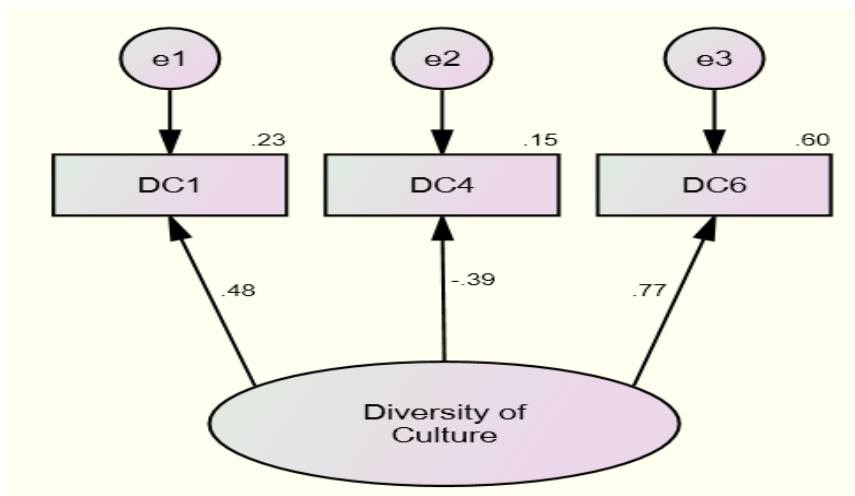 e1
e2
e3
.23
.15
.60
DC1
DC4
DC6
.48
-.39
.77
Diversity of
Culture